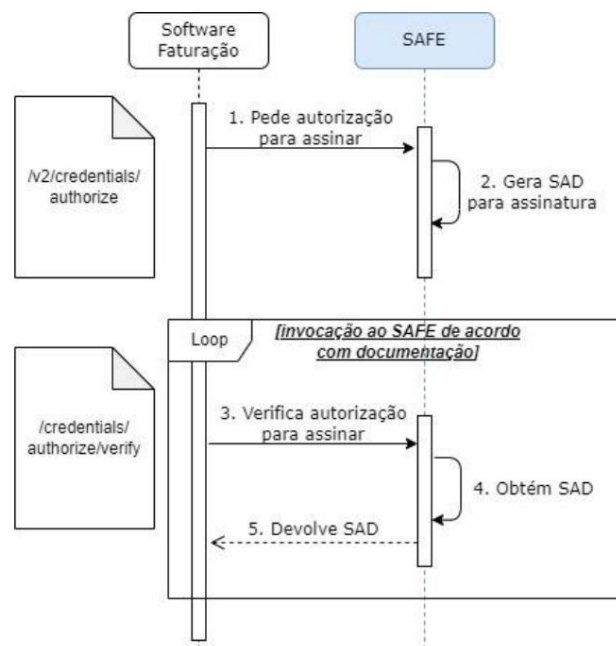 Software
Faturação
SAFE
/v2/credentials/
authorize
1. Pede autorização
para assinar
2. Gera SAD
para assinatura
Loop
[invocação ao SAFE de acordo
com documentação]
/credentials/
authorize/verify
3. Verifica autorização
para assinar
4. Obtém SAD
5. Devolve SAD